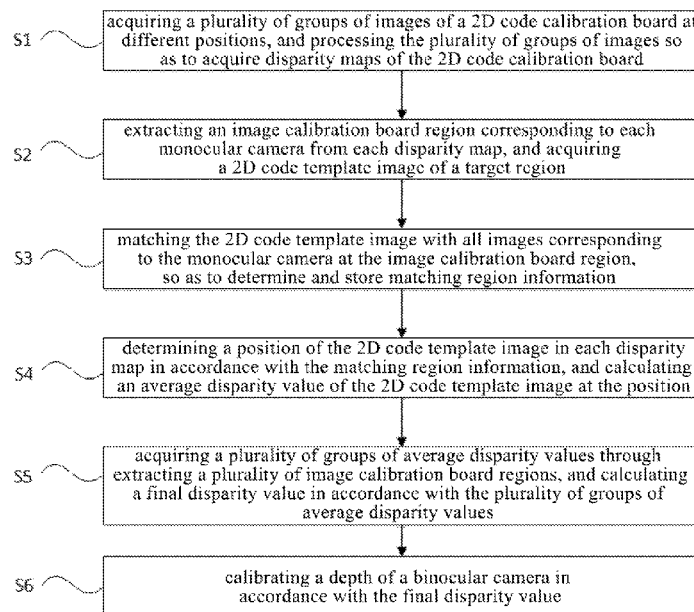 S1
acquiring a plurality of groups of images of a 2D code calibration board at
different positions, and processing the plurality of groups of images so
as to acquire disparity maps of the 2D code calibration board
S2
extracting an image calibration board region corresponding to each
monocular camera from each disparity map, and acquiring
a 2D code template image of a target region
S3
matching the 2D code template image with all images corresponding
to the monocular camera at the image calibration board region,
so as to determine and store matching region information
S4
determining a position of the 2D code template image in each disparity
map in accordance with the matching region information, and calculating
an average disparity value of the 2D code template image at the position
S5
acquiring a plurality of groups of average disparity values through
extracting a plurality of image calibration board regions, and calculating
a final disparity value in accordance with the plurality of groups of
average disparity values
S6
calibrating a depth of a binocular camera in
accordance with the final disparity value